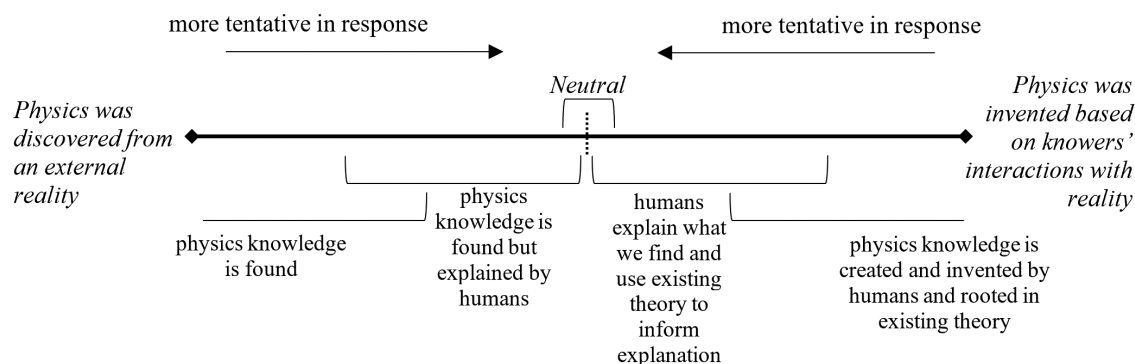 more tentative in response
more tentative in response
Neutral
Physics was
discovered from
an external
reality
Physics was
invented based
on knowers’
interactions with
reality
physics knowledge
is found
physics
knowledge is
found but
explained by
humans
humans
explain what
we find and
use existing
theory to
inform
explanation
physics knowledge is
created and invented by
humans and rooted in
existing theory